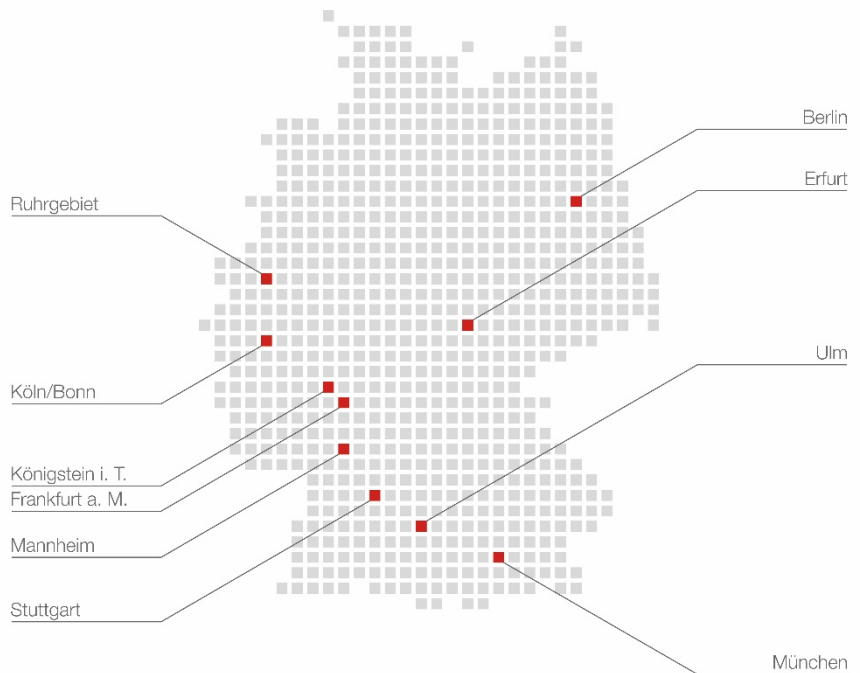 Berlin
Erfurt
Ruhrgebiet
Ulm
Köln/Bonn
Königstein i. T.
Frankfurt a. M.
Mannheim
Stuttgart
München